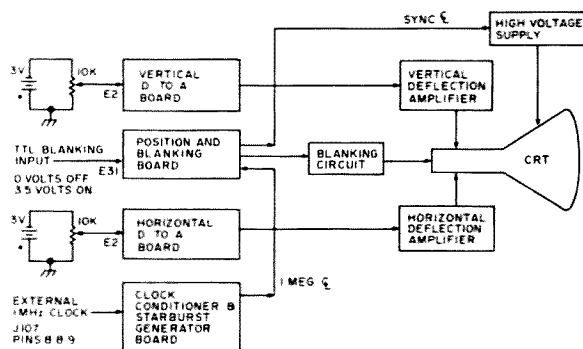 SYNC ℄
HIGH VOLTAGE
SUPPLY
3V
10K
E2
VERTICAL
D TO A
BOARD
VERTICAL
DEFLECTION
AMPLIFIER
TTL BLANKING
INPUT
E31
0 VOLTS OFF
3.5 VOLTS ON
POSITION AND
BLANKING
BOARD
BLANKING
CIRCUIT
CRT
3V
10K
E2
HORIZONTAL
D TO A
BOARD
HORIZONTAL
DEFLECTION
AMPLIFIER
1 MEG ℄
EXTERNAL
1MHz CLOCK
J107
PINS 8 & 9
CLOCK
CONDITIONER &
STARBURST
GENERATOR
BOARD